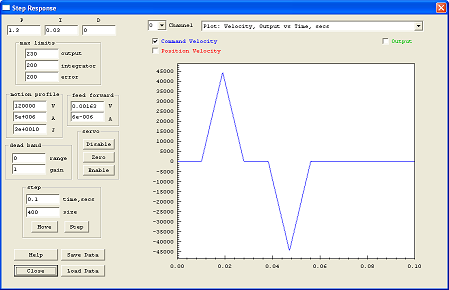 Step Response
P I D
1.3 0.03 0
0 Channel Plot: Velocity, Output vs Time, secs
Command Velocity Output
Position Velocity
max limits
230 output
200 integrator
200 error
motion profile
120000 V
5e+006 A
3e+0010 J
feed forward
0.00163 V
6e-006 A
servo
Disable
Zero
Enable
dead band
0 range
1 gain
step
0.1 time,secs
400 size
Move Step
Help Save Data
Close Load Data
45000
40000
35000
30000
25000
20000
15000
10000
5000
0
-5000
-10000
-15000
-20000
-25000
-30000
-35000
-40000
-45000
0.00 0.02 0.04 0.06 0.08 0.10